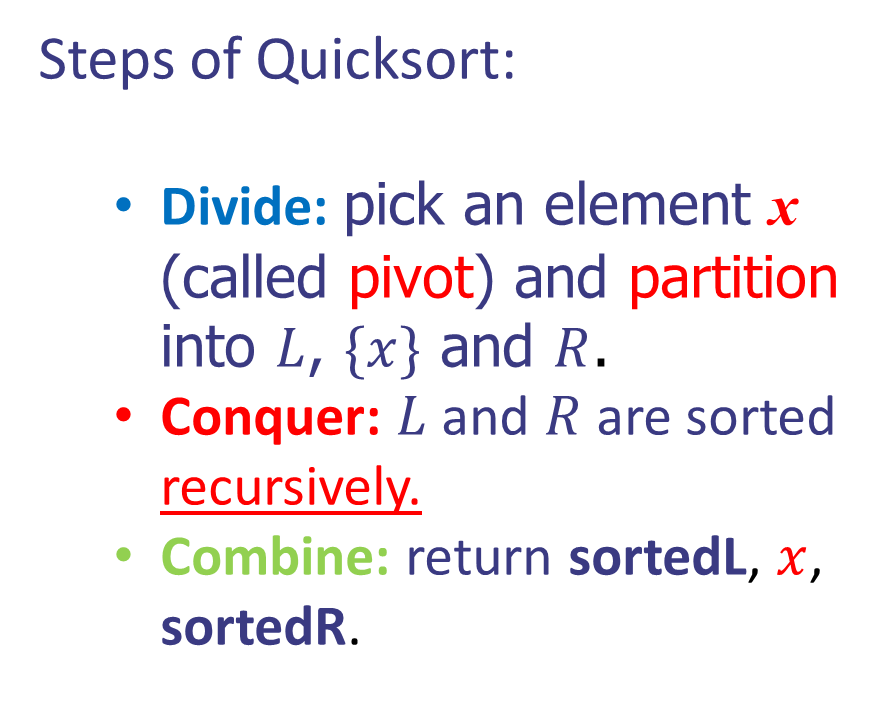 Steps of Quicksort:
• Divide: pick an element x
(called pivot) and partition
into L, {x} and R.
• Conquer: L and R are sorted
recursively.
• Combine: return sortedL, x,
sortedR.